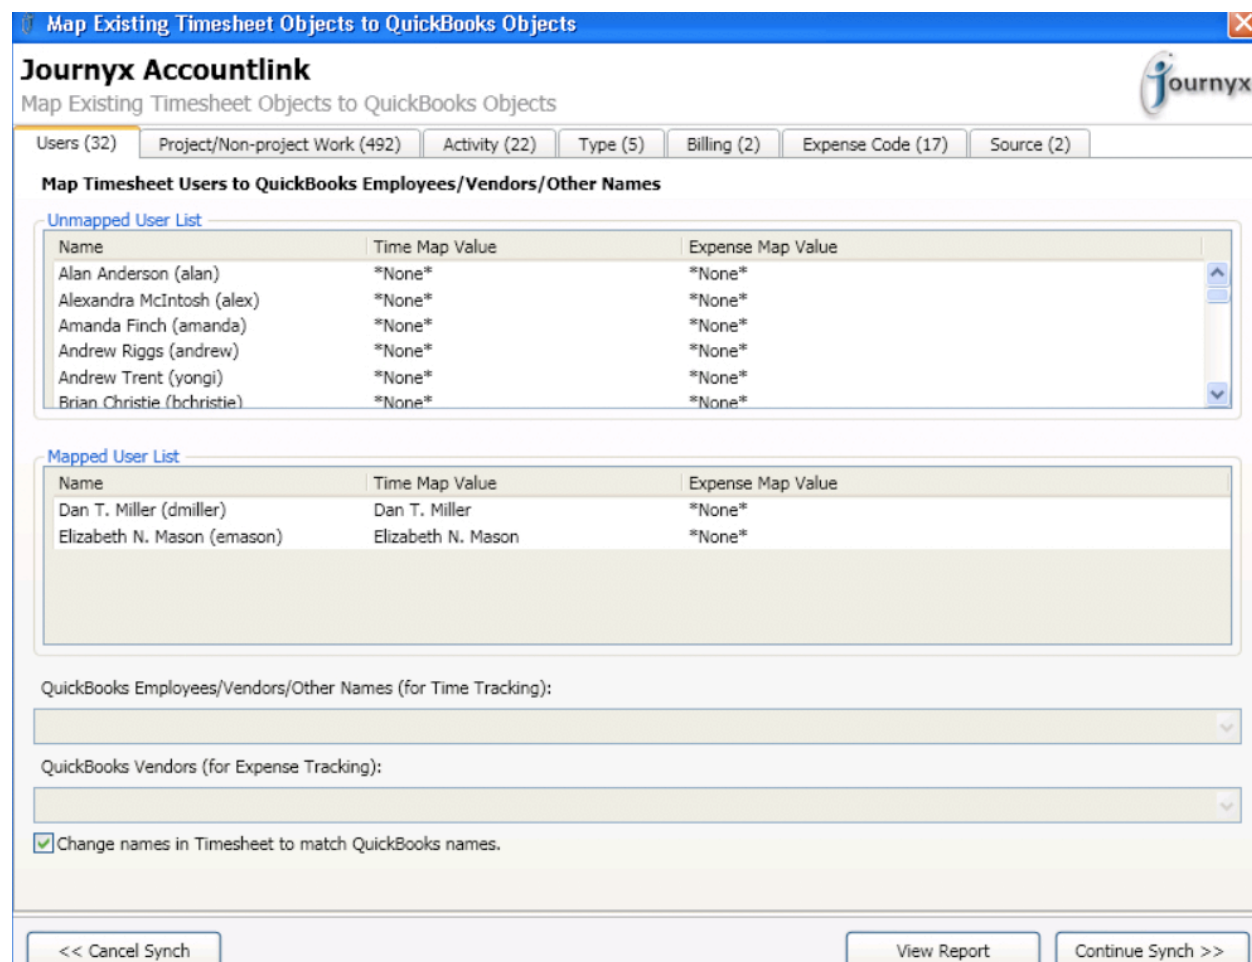 Map Existing Timesheet Objects to QuickBooks Objects
Journyx Accountlink
journyx
Map Existing Timesheet Objects to QuickBooks Objects
Users (32) Project/Non-project Work (492) Activity (22) Type (5) Billing (2) Expense Code (17) Source (2)
Map Timesheet Users to QuickBooks Employees/Vendors/Other Names
Unmapped User List
Name Time Map Value Expense Map Value
Alan Anderson (alan) *None* *None*
Alexandra McIntosh (alex) *None* *None*
Amanda Finch (amanda) *None* *None*
Andrew Riggs (andrew) *None* *None*
Andrew Trent (yongi) *None* *None*
Brian Christie (bchristie) *None* *None*
Mapped User List
Name Time Map Value Expense Map Value
Dan T. Miller (dmiller) Dan T. Miller *None*
Elizabeth N. Mason (emason) Elizabeth N. Mason *None*
QuickBooks Employees/Vendors/Other Names (for Time Tracking):
QuickBooks Vendors (for Expense Tracking):
Change names in Timesheet to match QuickBooks names.
<< Cancel Synch View Report Continue Synch >>